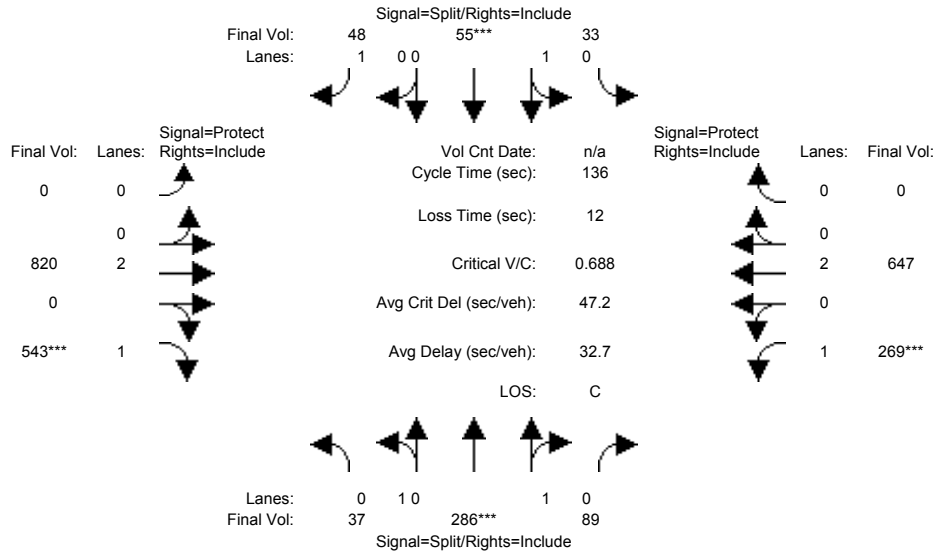 Signal=Split/Rights=Include
Final Vol: 48 55*** 33
Lanes: 1 0 0 1 0
Signal=Protect
Final Vol: Lanes: Rights=Include
Vol Cnt Date: n/a
Signal=Protect
Rights=Include Lanes: Final Vol:
Cycle Time (sec): 136
0 0
0 0
Loss Time (sec): 12
0
0
820 2
Critical V/C: 0.688
2 647
0
Avg Crit Del (sec/veh): 47.2
0
543*** 1
Avg Delay (sec/veh): 32.7
1 269***
LOS: C
Lanes: 0 1 0 1 0
Final Vol: 37 286*** 89
Signal=Split/Rights=Include